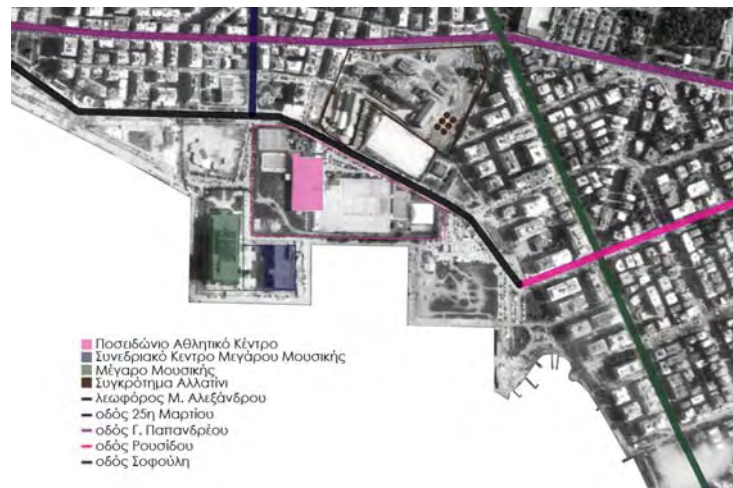 Ποσειδώνιο Αθλητικό Κέντρο
Συνεδριακό Κεντρο Μεγάρου Μουσικής
Μέγαρο Μουσικής
Συγκρότημα Αλλατίνι
λεωφόρος Μ. Αλεξάνδρου
οδός 25η Μαρτίου
οδός Γ. Παπανδρέου
οδός Ρουσίδου
οδός Σοφούλη